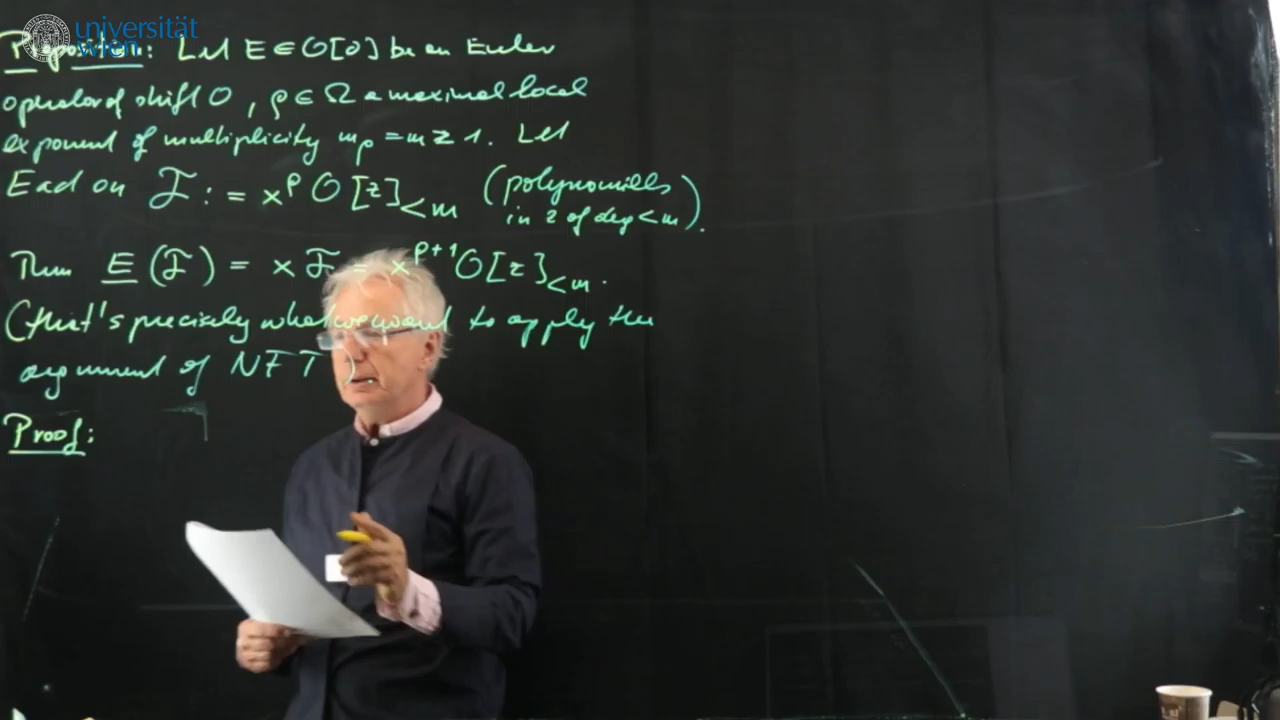 universität
wien
Proposition: Let E ∈ O[∂] be an Euler
operator of shift 0, ρ ∈ Ω a maximal local
exponent of multiplicity m_ρ = m ≥ 1. Let
E act on ℱ := x^ρ O[z]_{<m} (polynomials
in z of deg < m).
Then E(ℱ) = xℱ = x^{ρ+1} O[z]_{<m}.
(that's precisely what we want to apply the
argument of NFT)
Proof: